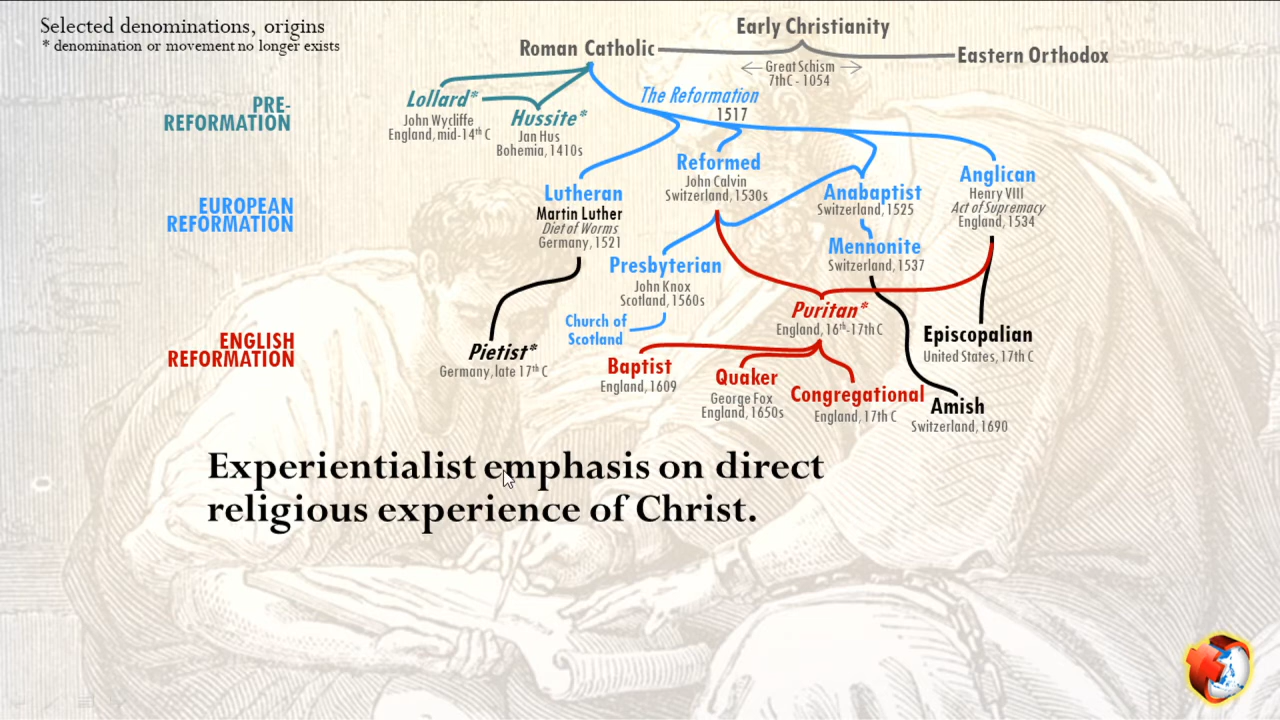 Selected denominations, origins
* denomination or movement no longer exists
Early Christianity
Roman Catholic
Eastern Orthodox
Great Schism
7thC - 1054
PRE-
REFORMATION
Lollard*
John Wycliffe
England, mid-14th C
Hussite*
Jan Hus
Bohemia, 1410s
The Reformation
1517
EUROPEAN
REFORMATION
Lutheran
Martin Luther
Diet of Worms
Germany, 1521
Reformed
John Calvin
Switzerland, 1530s
Anabaptist
Switzerland, 1525
Anglican
Henry VIII
Act of Supremacy
England, 1534
Mennonite
Switzerland, 1537
Presbyterian
John Knox
Scotland, 1560s
Church of
Scotland
ENGLISH
REFORMATION
Puritan*
England, 16th-17th C
Pietist*
Germany, late 17th C
Baptist
England, 1609
Quaker
George Fox
England, 1650s
Congregational
England, 17th C
Episcopalian
United States, 17th C
Amish
Switzerland, 1690
Experientialist emphasis on direct
religious experience of Christ.